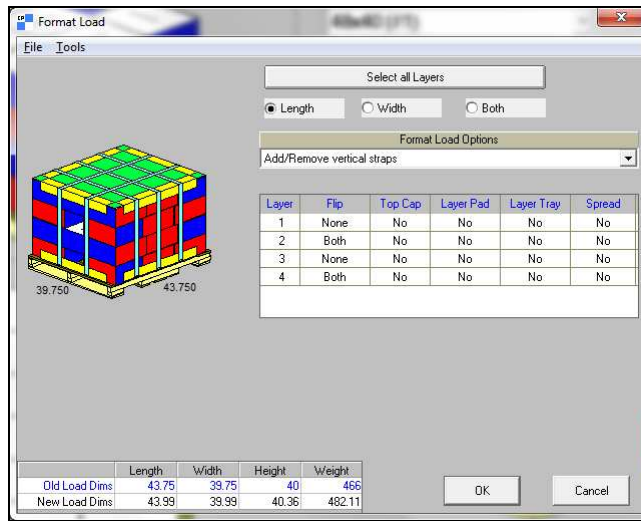 CP Format Load
File Tools
Select all Layers
Length Width Both
Format Load Options
Add/Remove vertical straps
Layer Flip Top Cap Layer Pad Layer Tray Spread
1 None No No No No
2 Both No No No No
3 None No No No No
4 Both No No No No
39.750 43.750
Length Width Height Weight
Old Load Dims 43.75 39.75 40 466
New Load Dims 43.99 39.99 40.36 482.11
OK Cancel